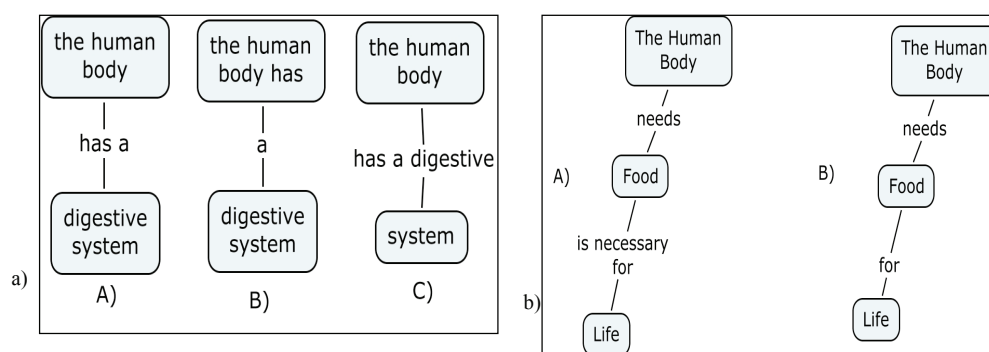 the human
body
has a
digestive
system
A)
the human
body has
a
digestive
system
B)
the human
body
has a digestive
system
C)
a)
The Human
Body
needs
A)
Food
is necessary
for
Life
The Human
Body
needs
B)
Food
for
Life
b)